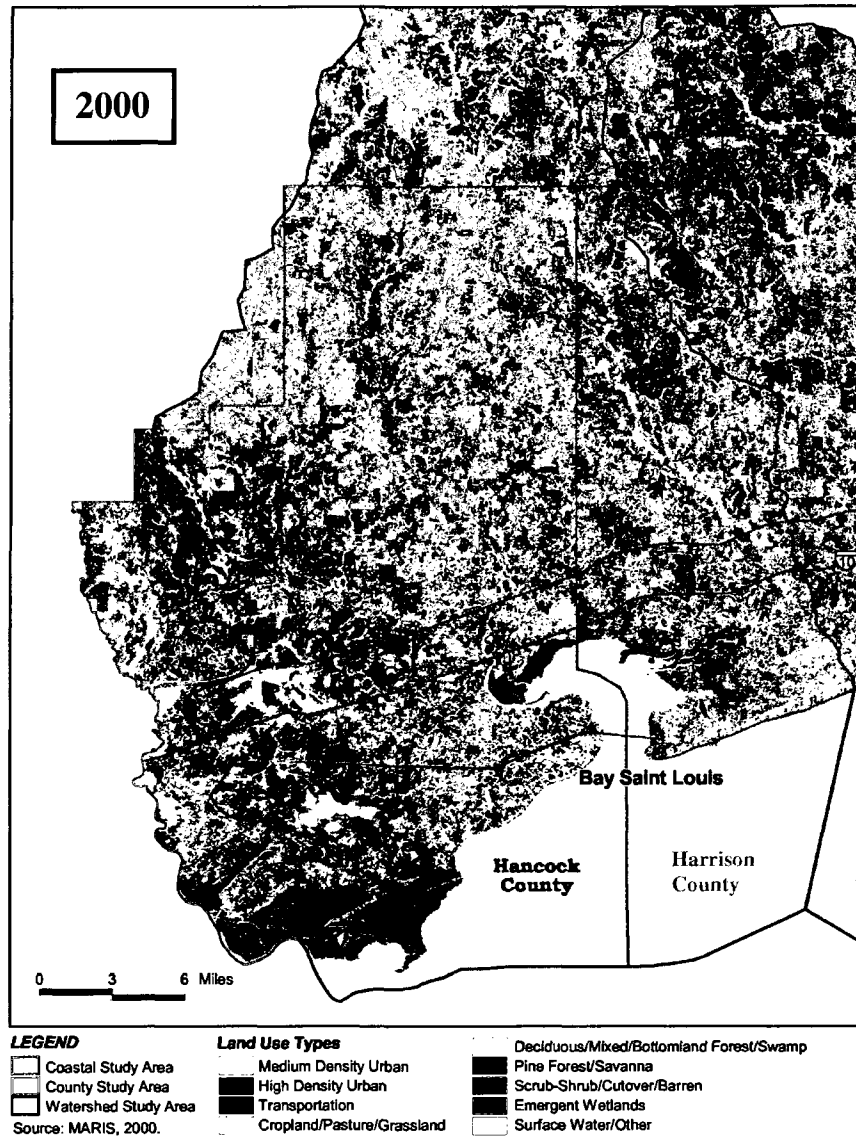 2000
10
Bay Saint Louis
Hancock
County
Harrison
County
0 3 6 Miles
LEGEND
Coastal Study Area
County Study Area
Watershed Study Area
Source: MARIS, 2000.
Land Use Types
Medium Density Urban
High Density Urban
Transportation
Cropland/Pasture/Grassland
Deciduous/Mixed/Bottomland Forest/Swamp
Pine Forest/Savanna
Scrub-Shrub/Cutover/Barren
Emergent Wetlands
Surface Water/Other